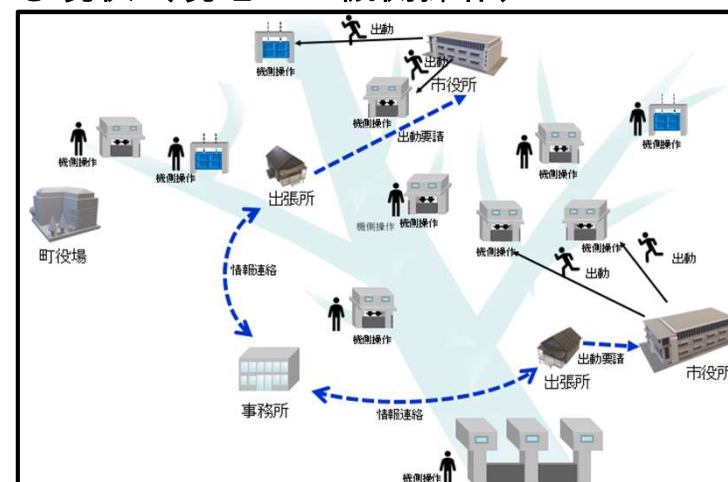 出動
機側操作
出動
市役所
機側操作
機側操作
機側操作
出動要請
機側操作
機側操作
出張所
機側操作
機側操作
町役場
機側操作
機側操作
出動
出動
情報連絡
機側操作
出動要請
出張所
市役所
事務所
情報連絡
機側操作